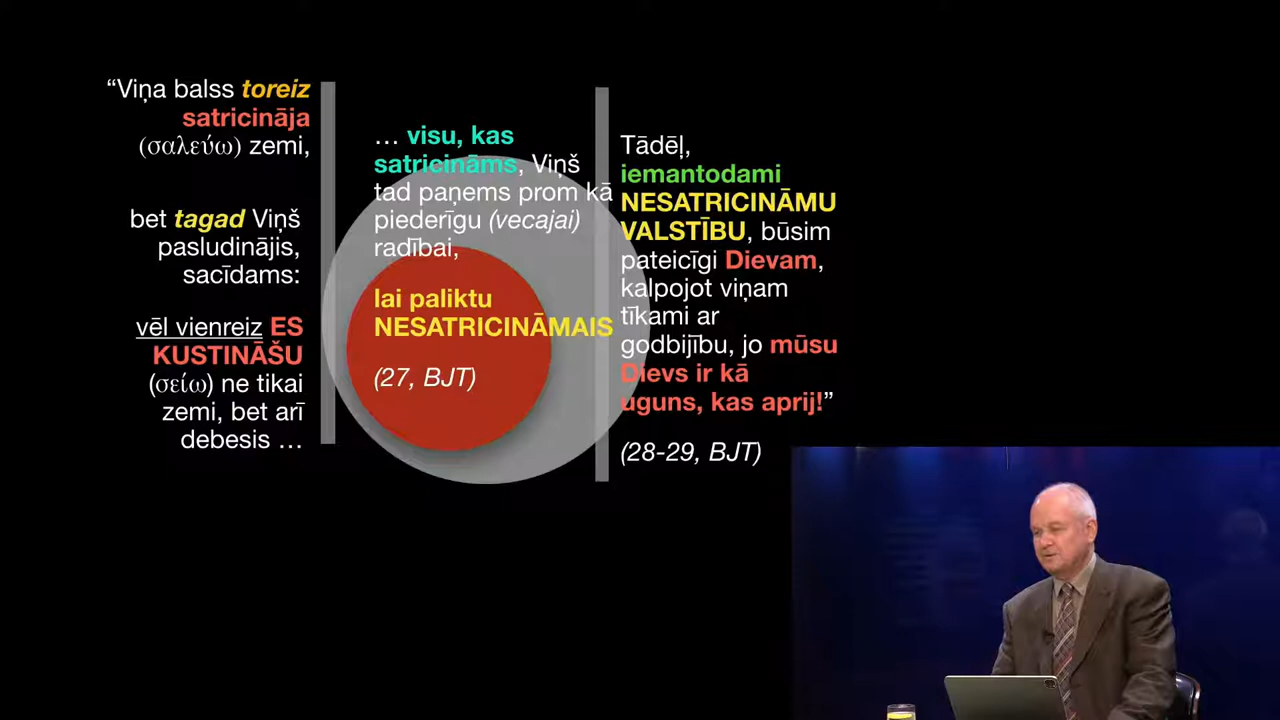 “Viņa balss toreiz
satricināja
(σαλεύω) zemi,
bet tagad Viņš
pasludinājis,
sacīdams:
vēl vienreiz ES
KUSTINĀŠU
(σείω) ne tikai
zemi, bet arī
debesis …
… visu, kas
satricināms, Viņš
tad paņems prom kā
piederīgu (vecajai)
radībai,
lai paliktu
NESATRICINĀMAIS
(27, BJT)
Tādēļ,
iemantodami
NESATRICINĀMU
VALSTĪBU, būsim
pateicīgi Dievam,
kalpojot viņam
tīkami ar
godbijību, jo mūsu
Dievs ir kā
uguns, kas aprij!”
(28-29, BJT)